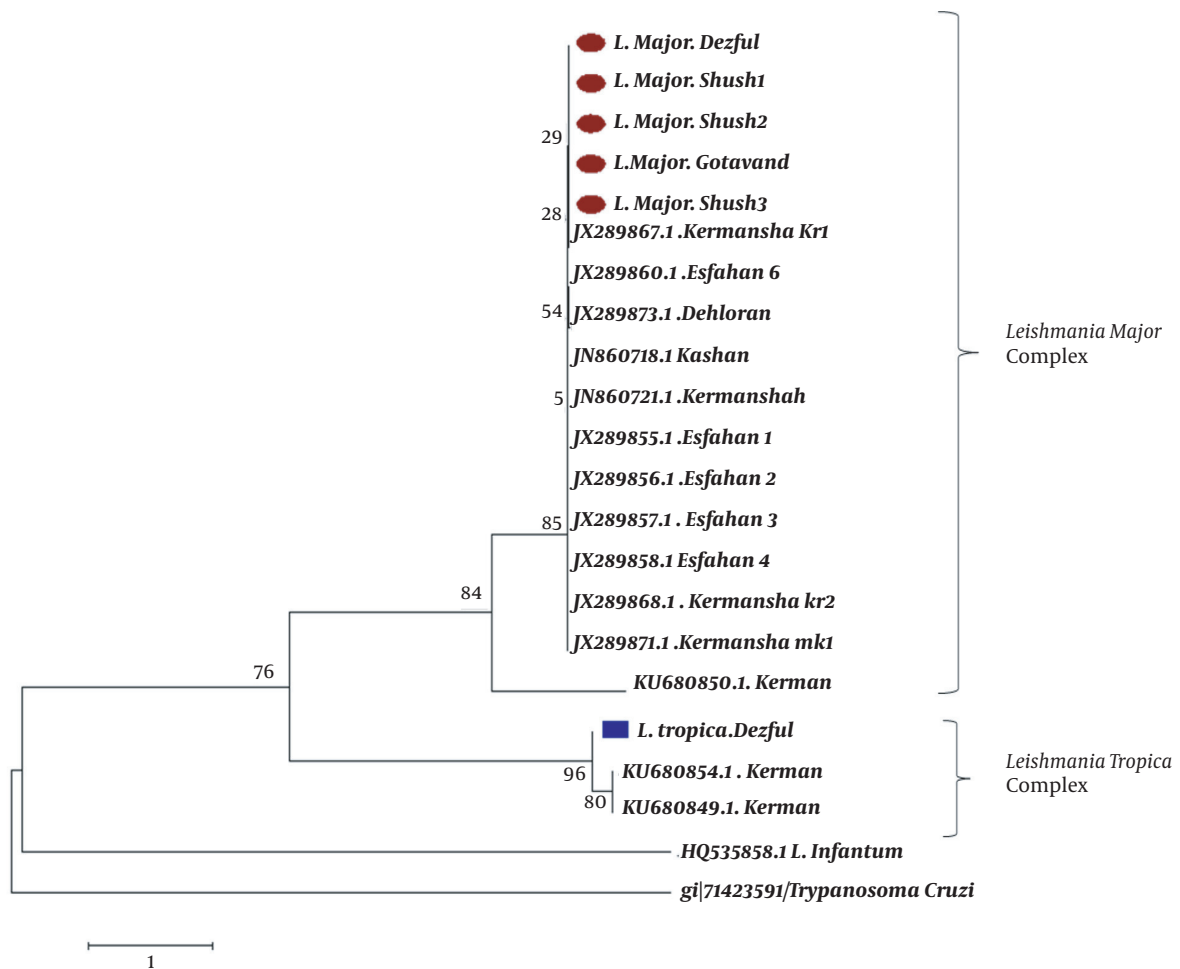 L. Major. Dezful
L. Major. Shush1
L. Major. Shush2
29
L.Major. Gotavand
L. Major. Shush3
28
JX289867.1 .Kermansha Kr1
JX289860.1 .Esfahan 6
54
JX289873.1 .Dehloran
Leishmania Major
Complex
JN860718.1 Kashan
5
JN860721.1 .Kermanshah
JX289855.1 .Esfahan 1
JX289856.1 .Esfahan 2
85
JX289857.1 . Esfahan 3
JX289858.1 Esfahan 4
84
JX289868.1 . Kermansha kr2
JX289871.1 .Kermansha mk1
76
KU680850.1. Kerman
L. tropica.Dezful
Leishmania Tropica
Complex
96
KU680854.1 . Kerman
80
KU680849.1. Kerman
HQ535858.1 L. Infantum
gi|71423591/Trypanosoma Cruzi
1